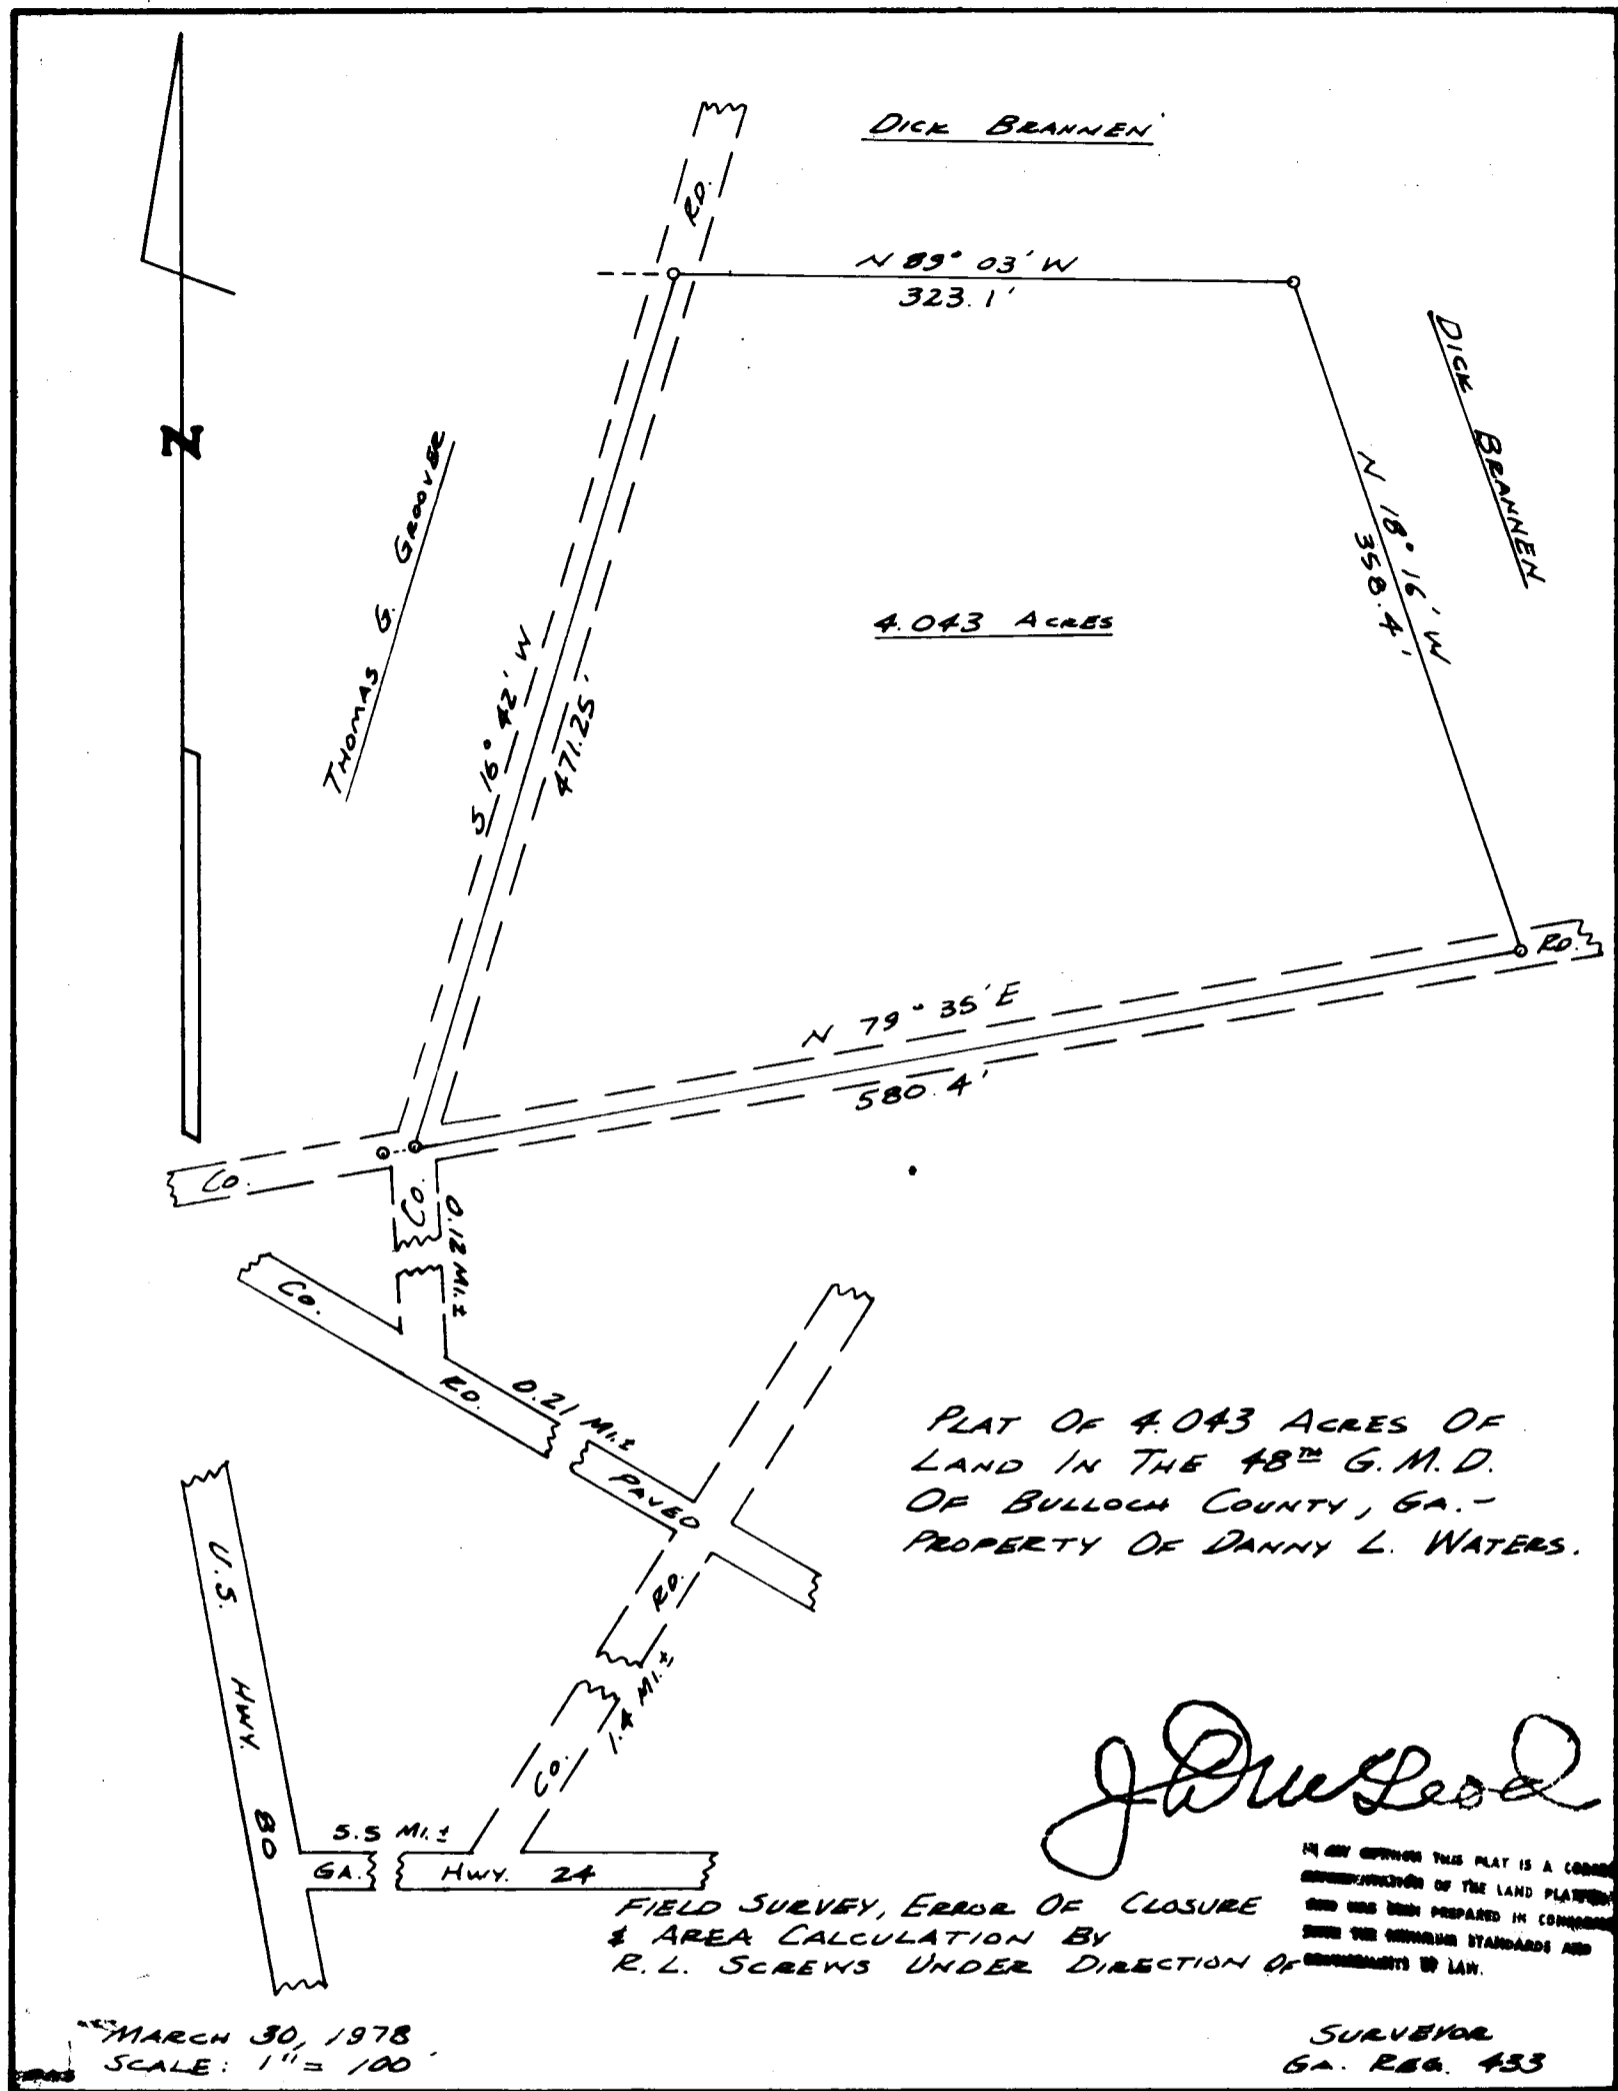 DICK BRANNEN
RD.
N 89° 03' W
323.1'
DICK BRANNEN
N
THOMAS G. GROOVER
N 18° 16' W
358.4'
4.043 ACRES
S 16° 42' W
471.25'
RD.
N 79° 35' E
580.4'
CO.
CO.
0.12 MI.±
CO.
RD.
0.21 MI.±
PAVED
PLAT OF 4.043 ACRES OF
LAND IN THE 48TH G.M.D.
OF BULLOCH COUNTY, GA.-
PROPERTY OF DANNY L. WATERS.
U.S. HWY. 80
RD.
1.4 MI.±
CO.
5.5 MI.±
GA. HWY. 24
J D McLeod
THIS PLAT IS A
OF THE LAND
PREPARED IN
STANDARDS AND
OF LAW.
FIELD SURVEY, ERROR OF CLOSURE
& AREA CALCULATION BY
R. L. SCREWS UNDER DIRECTION OF
MARCH 30, 1978
SCALE: 1" = 100'
SURVEYOR
GA. REG. 433